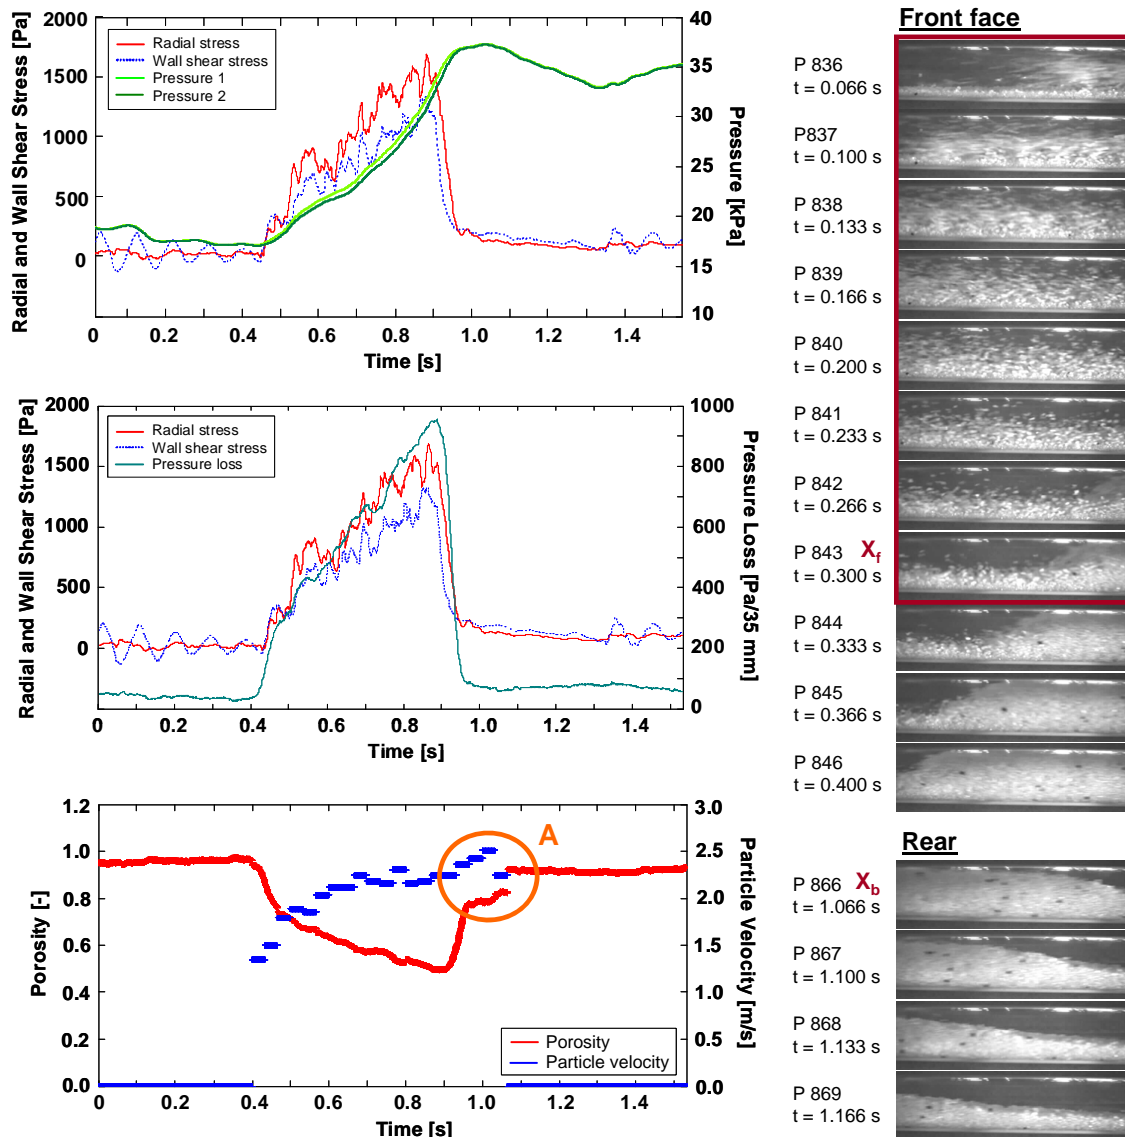 2000
1500
1000
500
0
Radial and Wall Shear Stress [Pa]
Radial stress
Wall shear stress
Pressure 1
Pressure 2
40
35
30
25
20
15
10
Pressure [kPa]
0 0.2 0.4 0.6 0.8 1.0 1.2 1.4
Time [s]
2000
1500
1000
500
0
Radial and Wall Shear Stress [Pa]
Radial stress
Wall shear stress
Pressure loss
1000
800
600
400
200
0
Pressure Loss [Pa/35 mm]
0 0.2 0.4 0.6 0.8 1.0 1.2 1.4
Time [s]
1.2
1.0
0.8
0.6
0.4
0.2
0.0
Porosity [-]
A
Porosity
Particle velocity
3.0
2.5
2.0
1.5
1.0
0.5
0.0
Particle Velocity [m/s]
0 0.2 0.4 0.6 0.8 1.0 1.2 1.4
Time [s]
Front face
P 836
t = 0.066 s
P837
t = 0.100 s
P 838
t = 0.133 s
P 839
t = 0.166 s
P 840
t = 0.200 s
P 841
t = 0.233 s
P 842
t = 0.266 s
P 843 Xf
t = 0.300 s
P 844
t = 0.333 s
P 845
t = 0.366 s
P 846
t = 0.400 s
Rear
P 866 Xb
t = 1.066 s
P 867
t = 1.100 s
P 868
t = 1.133 s
P 869
t = 1.166 s